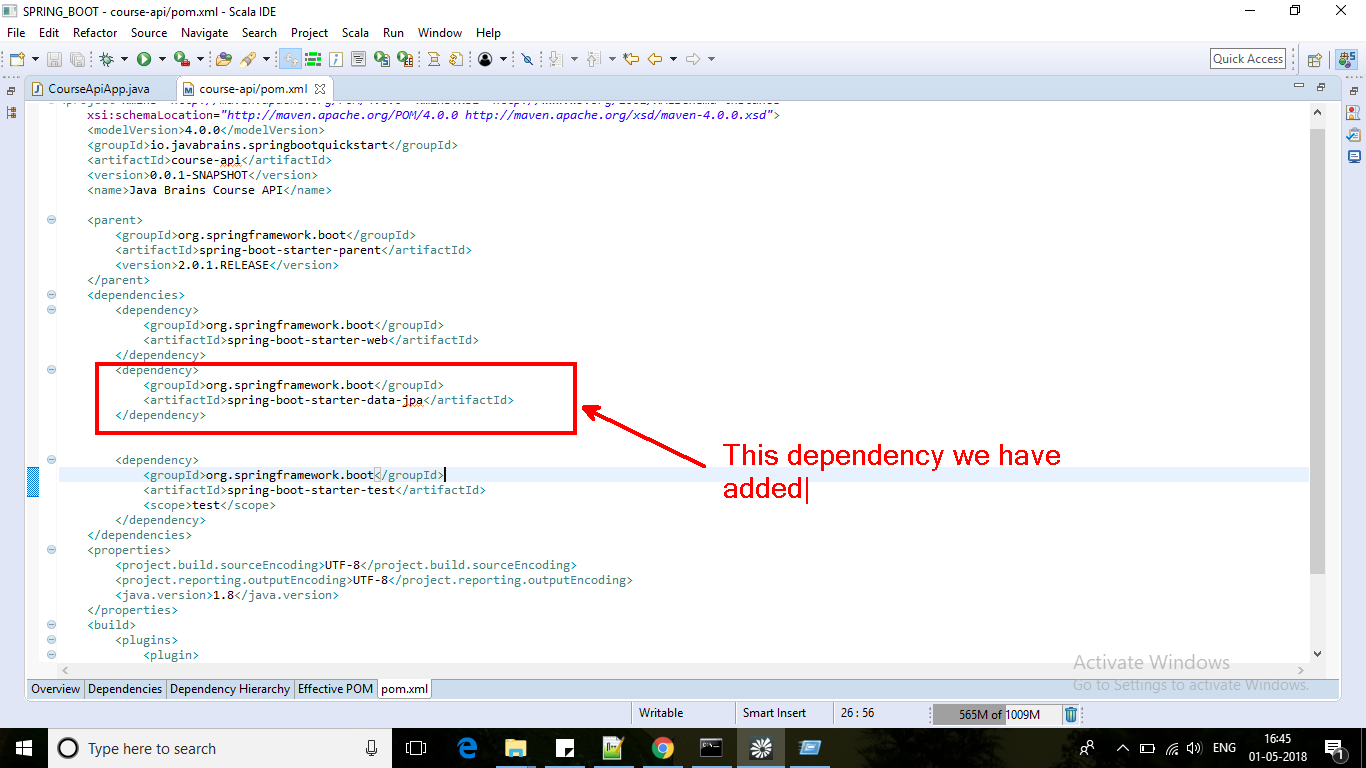 SPRING_BOOT - course-api/pom.xml - Scala IDE
File Edit Refactor Source Navigate Search Project Scala Run Window Help
Quick Access
CourseApiApp.java
course-api/pom.xml
xsi:schemaLocation="http://maven.apache.org/POM/4.0.0 http://maven.apache.org/xsd/maven-4.0.0.xsd">
<modelVersion>4.0.0</modelVersion>
<groupId>io.javabrains.springbootquickstart</groupId>
<artifactId>course-api</artifactId>
<version>0.0.1-SNAPSHOT</version>
<name>Java Brains Course API</name>
<parent>
<groupId>org.springframework.boot</groupId>
<artifactId>spring-boot-starter-parent</artifactId>
<version>2.0.1.RELEASE</version>
</parent>
<dependencies>
<dependency>
<groupId>org.springframework.boot</groupId>
<artifactId>spring-boot-starter-web</artifactId>
</dependency>
<dependency>
<groupId>org.springframework.boot</groupId>
<artifactId>spring-boot-starter-data-jpa</artifactId>
</dependency>
This dependency we have
added
<dependency>
<groupId>org.springframework.boot</groupId>
<artifactId>spring-boot-starter-test</artifactId>
<scope>test</scope>
</dependency>
</dependencies>
<properties>
<project.build.sourceEncoding>UTF-8</project.build.sourceEncoding>
<project.reporting.outputEncoding>UTF-8</project.reporting.outputEncoding>
<java.version>1.8</java.version>
</properties>
<build>
<plugins>
<plugin>
Activate Windows
Go to Settings to activate Windows.
Overview Dependencies Dependency Hierarchy Effective POM pom.xml
Writable Smart Insert 26 : 56 565M of 1009M
Type here to search
ENG
16:45
01-05-2018
1